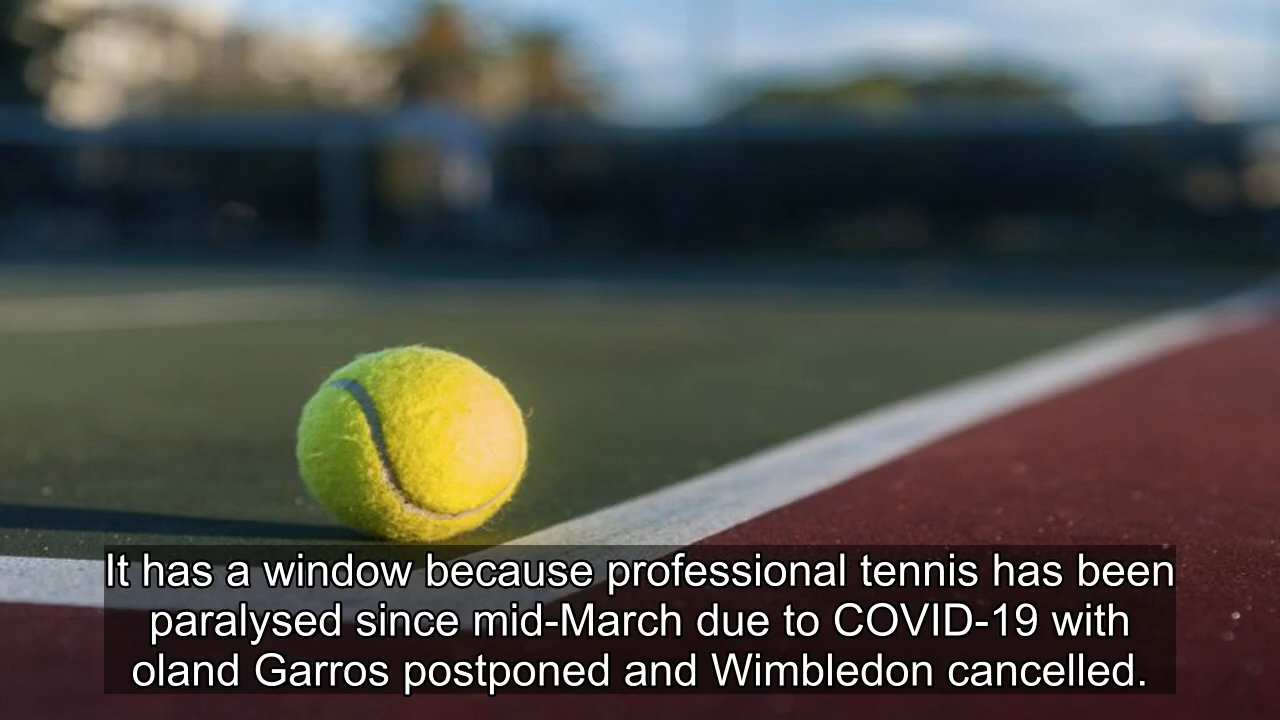 It has a window because professional tennis has been
paralysed since mid-March due to COVID-19 with
oland Garros postponed and Wimbledon cancelled.